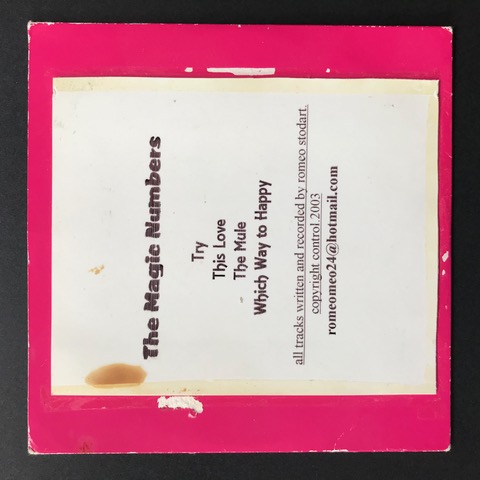 The Magic Numbers
Try
This Love
The Mule
Which Way to Happy
all tracks written and recorded by romeo stodart.
copyright control.2003
romeomeo24@hotmail.com